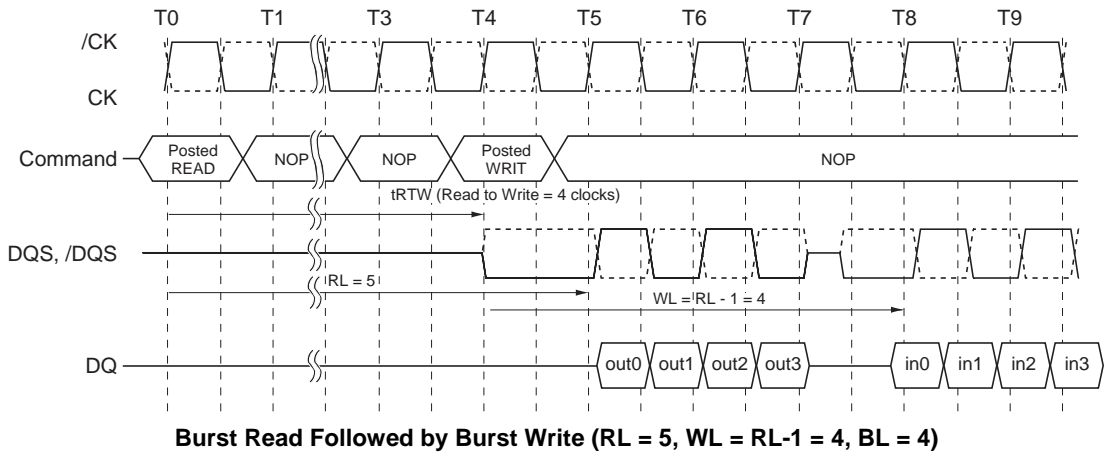 T0 T1 T3 T4 T5 T6 T7 T8 T9
/CK
CK
Command
Posted READ
NOP
NOP
Posted WRIT
NOP
tRTW (Read to Write = 4 clocks)
DQS, /DQS
RL = 5
WL = RL - 1 = 4
DQ
out0 out1 out2 out3 in0 in1 in2 in3
Burst Read Followed by Burst Write (RL = 5, WL = RL-1 = 4, BL = 4)